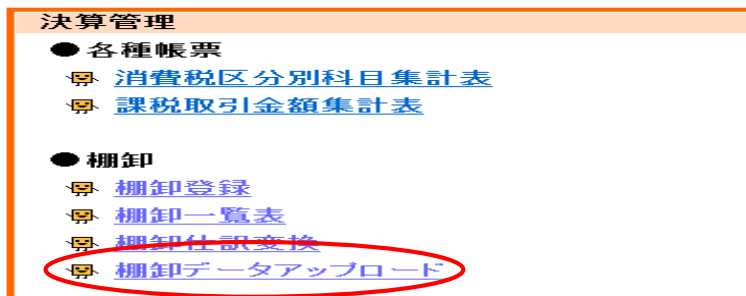 決算管理
●各種帳票
消費税区分別科目集計表
課税取引金額集計表
●棚卸
棚卸登録
棚卸一覧表
棚卸仕訳変換
棚卸データアップロード